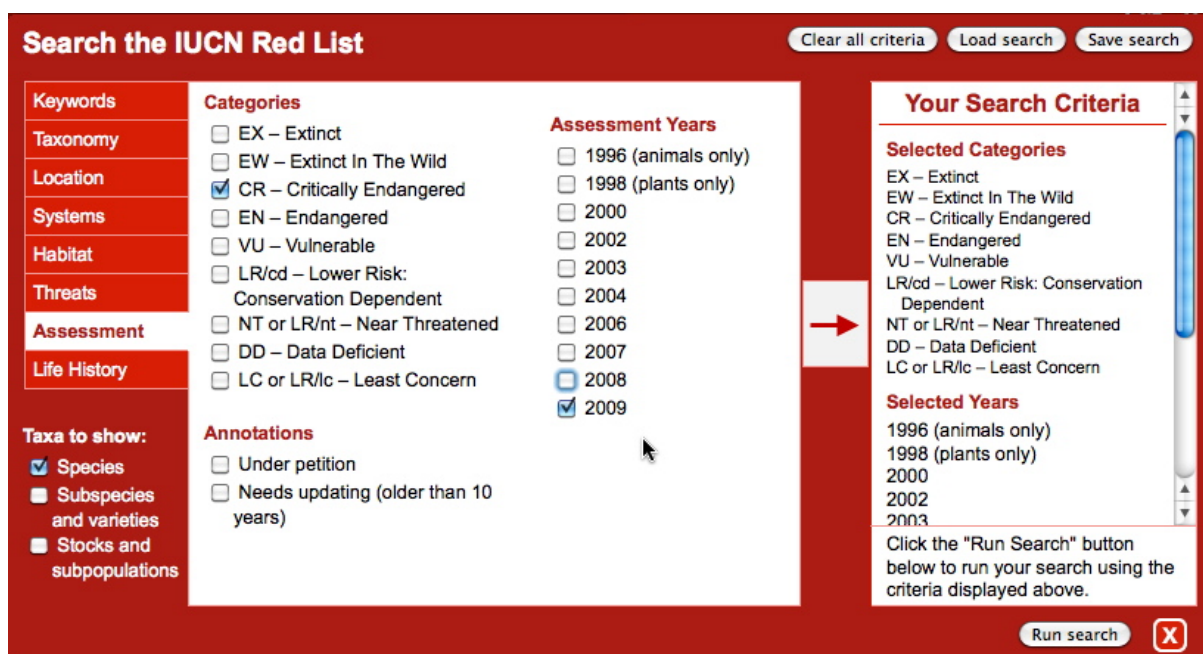 Search the IUCN Red List
Clear all criteria
Load search
Save search
Keywords
Taxonomy
Location
Systems
Habitat
Threats
Assessment
Life History
Taxa to show:
Species
Subspecies
and varieties
Stocks and
subpopulations
Categories
EX – Extinct
EW – Extinct In The Wild
CR – Critically Endangered
EN – Endangered
VU – Vulnerable
LR/cd – Lower Risk:
Conservation Dependent
NT or LR/nt – Near Threatened
DD – Data Deficient
LC or LR/lc – Least Concern
Annotations
Under petition
Needs updating (older than 10
years)
Assessment Years
1996 (animals only)
1998 (plants only)
2000
2002
2003
2004
2006
2007
2008
2009
Your Search Criteria
Selected Categories
EX – Extinct
EW – Extinct In The Wild
CR – Critically Endangered
EN – Endangered
VU – Vulnerable
LR/cd – Lower Risk: Conservation
Dependent
NT or LR/nt – Near Threatened
DD – Data Deficient
LC or LR/lc – Least Concern
Selected Years
1996 (animals only)
1998 (plants only)
2000
2002
2003
Click the "Run Search" button
below to run your search using the
criteria displayed above.
Run search
X